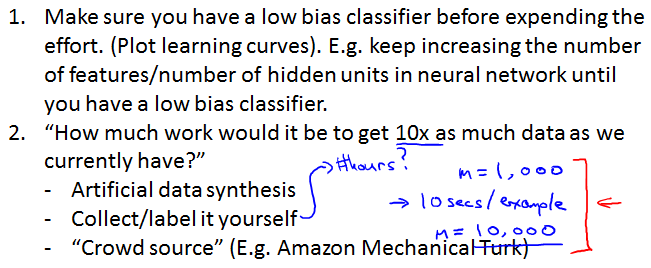 1. Make sure you have a low bias classifier before expending the
effort. (Plot learning curves). E.g. keep increasing the number
of features/number of hidden units in neural network until
you have a low bias classifier.
2. “How much work would it be to get 10x as much data as we
currently have?”
→ #hours?
- Artificial data synthesis
m = 1,000
- Collect/label it yourself
→ 10 secs/example
- “Crowd source” (E.g. Amazon Mechanical Turk)
m = 10,000